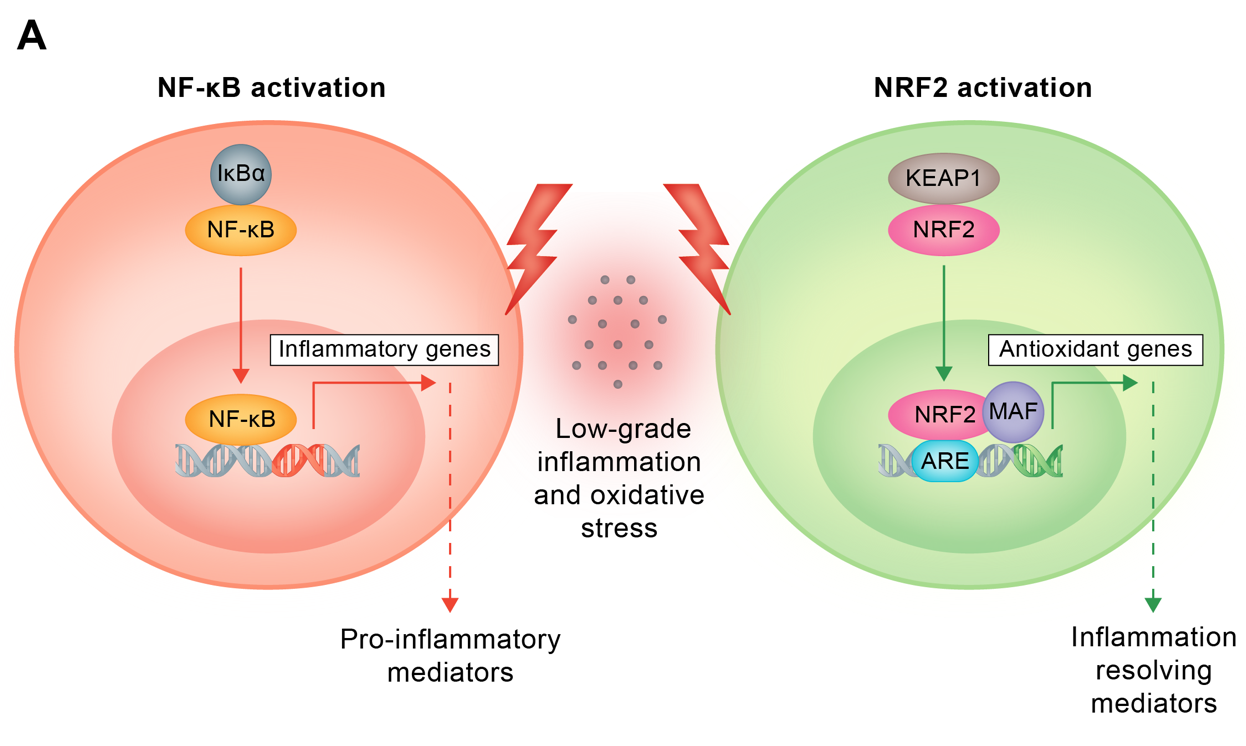 A
NF-κB activation
IκBα
NF-κB
Inflammatory genes
NF-κB
Pro-inflammatory
mediators
Low-grade
inflammation
and oxidative
stress
NRF2 activation
KEAP1
NRF2
Antioxidant genes
NRF2
MAF
ARE
Inflammation
resolving
mediators